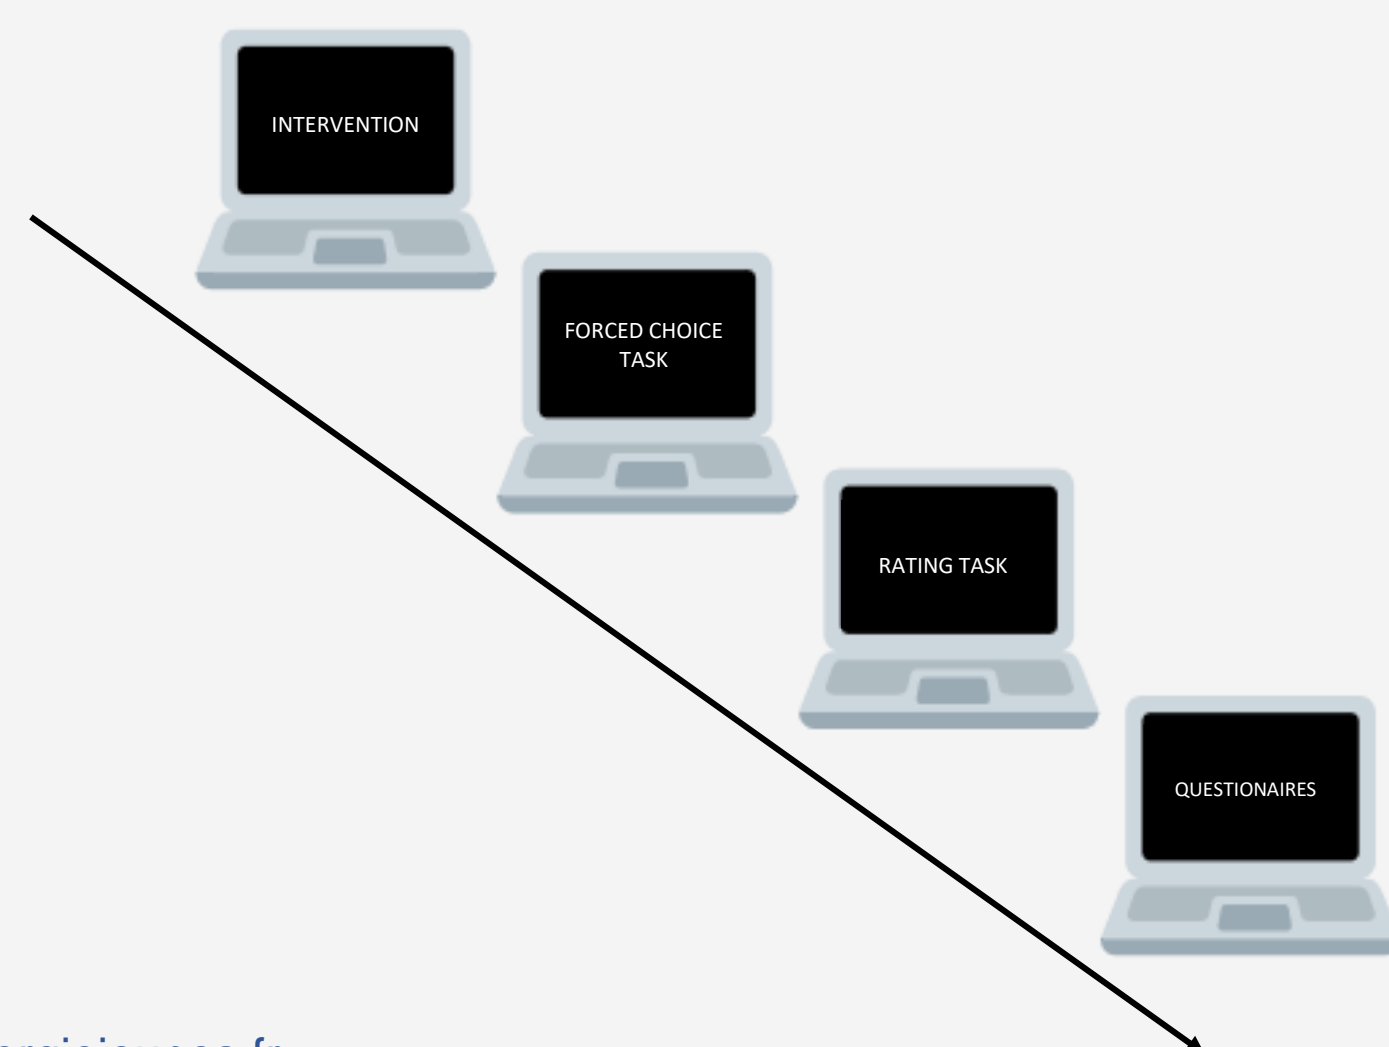 INTERVENTION
FORCED CHOICE
TASK
RATING TASK
QUESTIONAIRES